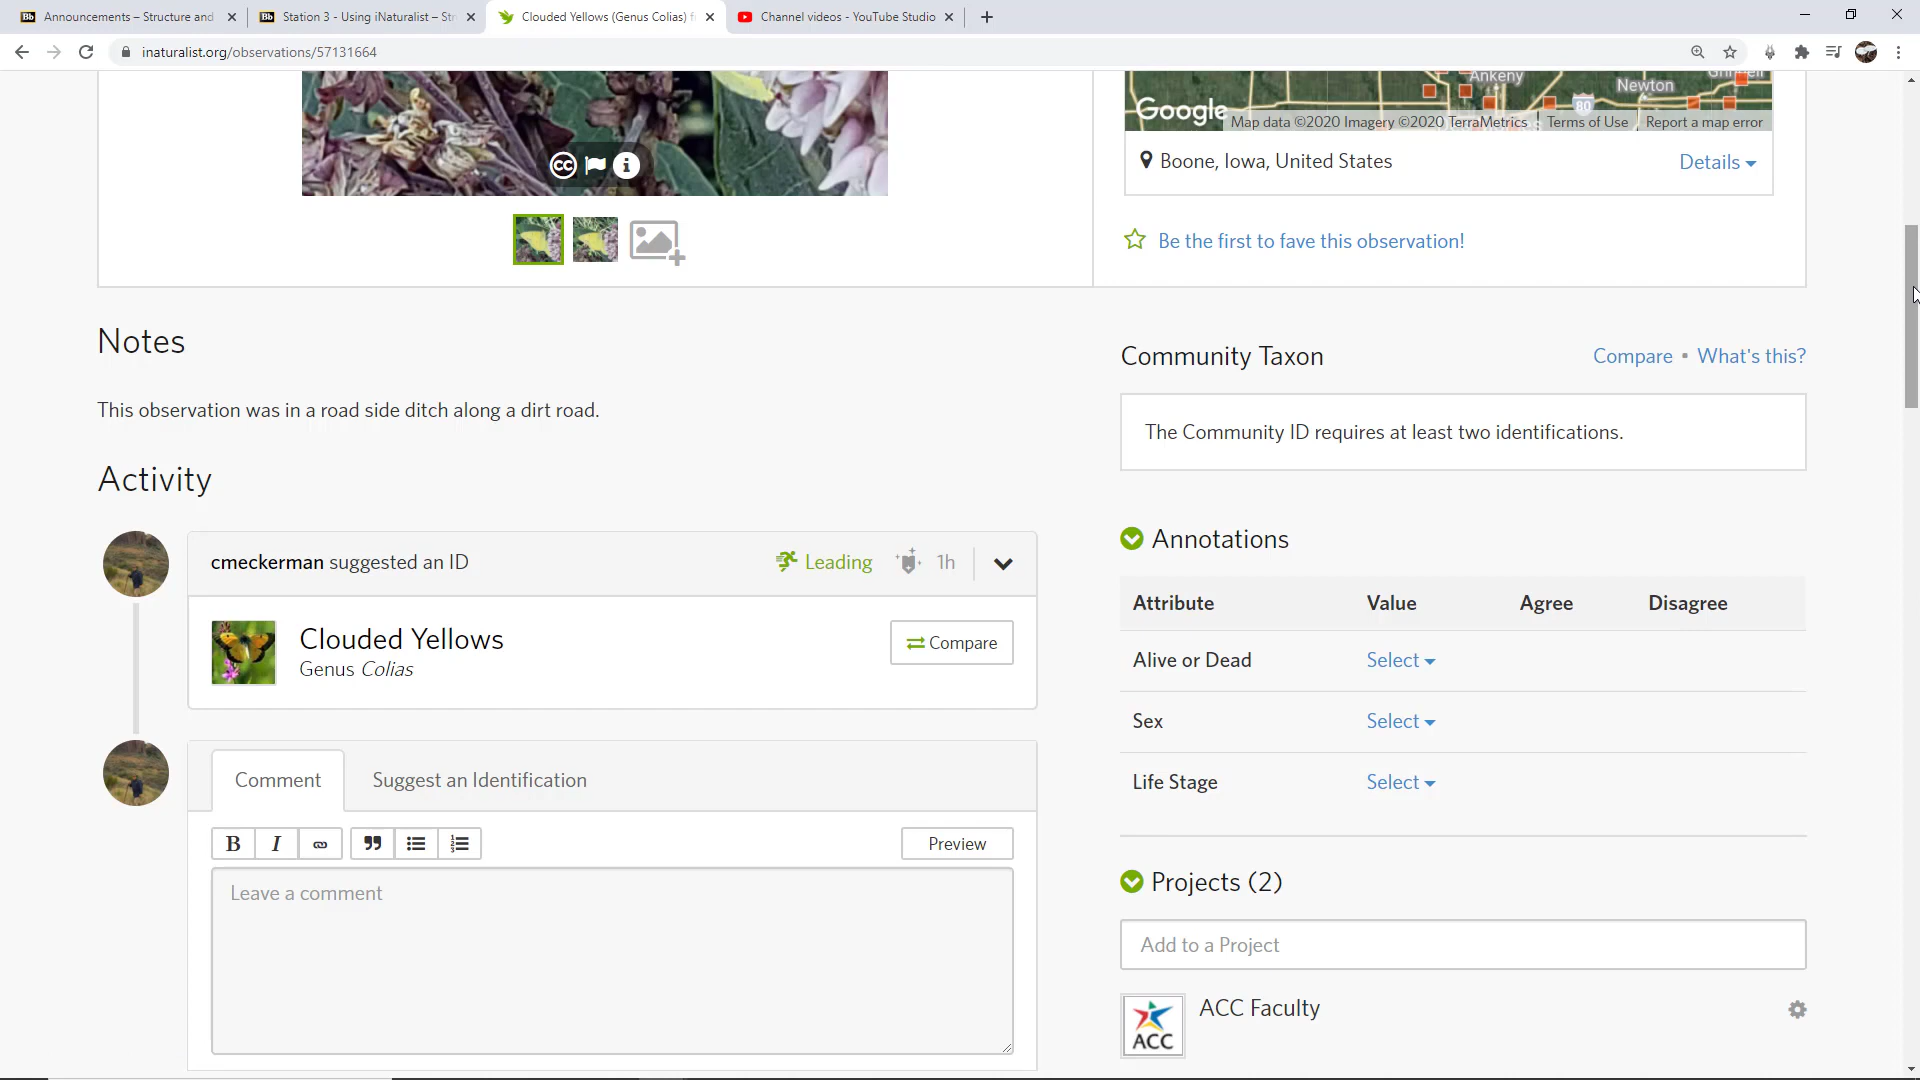 Announcements – Structure and
Station 3 - Using iNaturalist – Str
Clouded Yellows (Genus Colias) f
Channel videos - YouTube Studio
inaturalist.org/observations/57131664
Ankeny
Newton
Grinnell
80
Google
Map data ©2020 Imagery ©2020 TerraMetrics
Terms of Use
Report a map error
Boone, Iowa, United States
Details
Be the first to fave this observation!
Notes
This observation was in a road side ditch along a dirt road.
Activity
cmeckerman suggested an ID
Leading
1h
Clouded Yellows
Genus Colias
Compare
Comment
Suggest an Identification
B I
Preview
Leave a comment
Community Taxon
Compare
What's this?
The Community ID requires at least two identifications.
Annotations
Attribute Value Agree Disagree
Alive or Dead Select
Sex Select
Life Stage Select
Projects (2)
Add to a Project
ACC Faculty
ACC